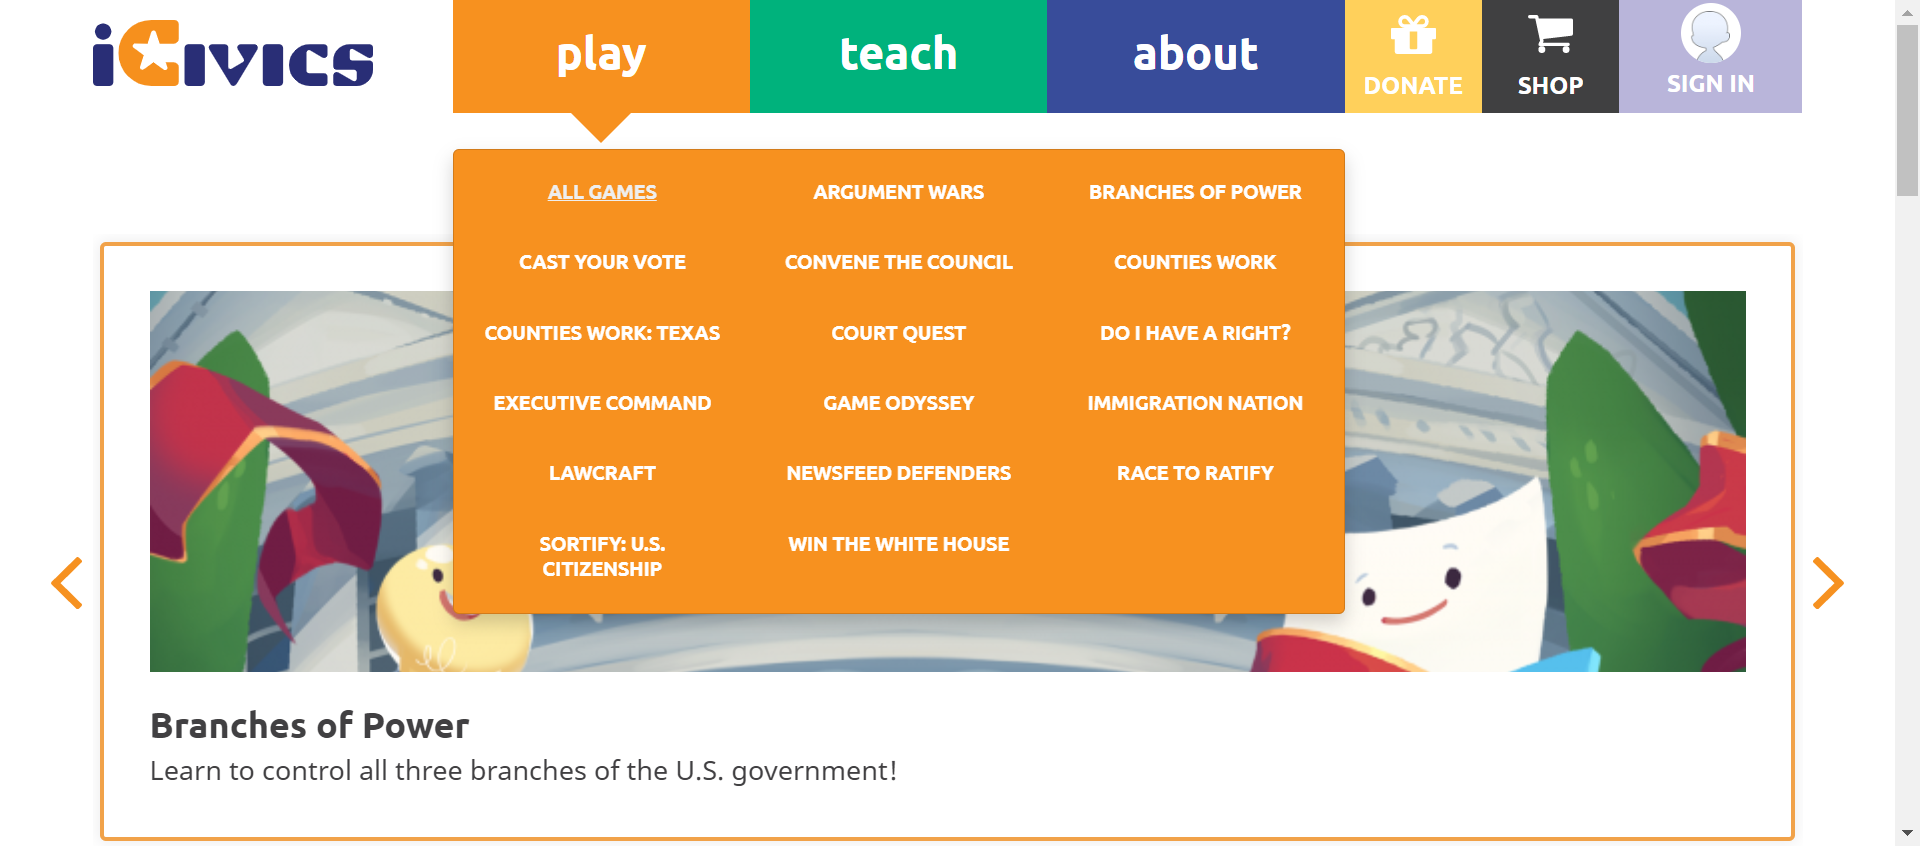 iCivics
play
teach
about
DONATE
SHOP
SIGN IN
ALL GAMES
ARGUMENT WARS
BRANCHES OF POWER
CAST YOUR VOTE
CONVENE THE COUNCIL
COUNTIES WORK
COUNTIES WORK: TEXAS
COURT QUEST
DO I HAVE A RIGHT?
EXECUTIVE COMMAND
GAME ODYSSEY
IMMIGRATION NATION
LAWCRAFT
NEWSFEED DEFENDERS
RACE TO RATIFY
SORTIFY: U.S.
CITIZENSHIP
WIN THE WHITE HOUSE
Branches of Power
Learn to control all three branches of the U.S. government!